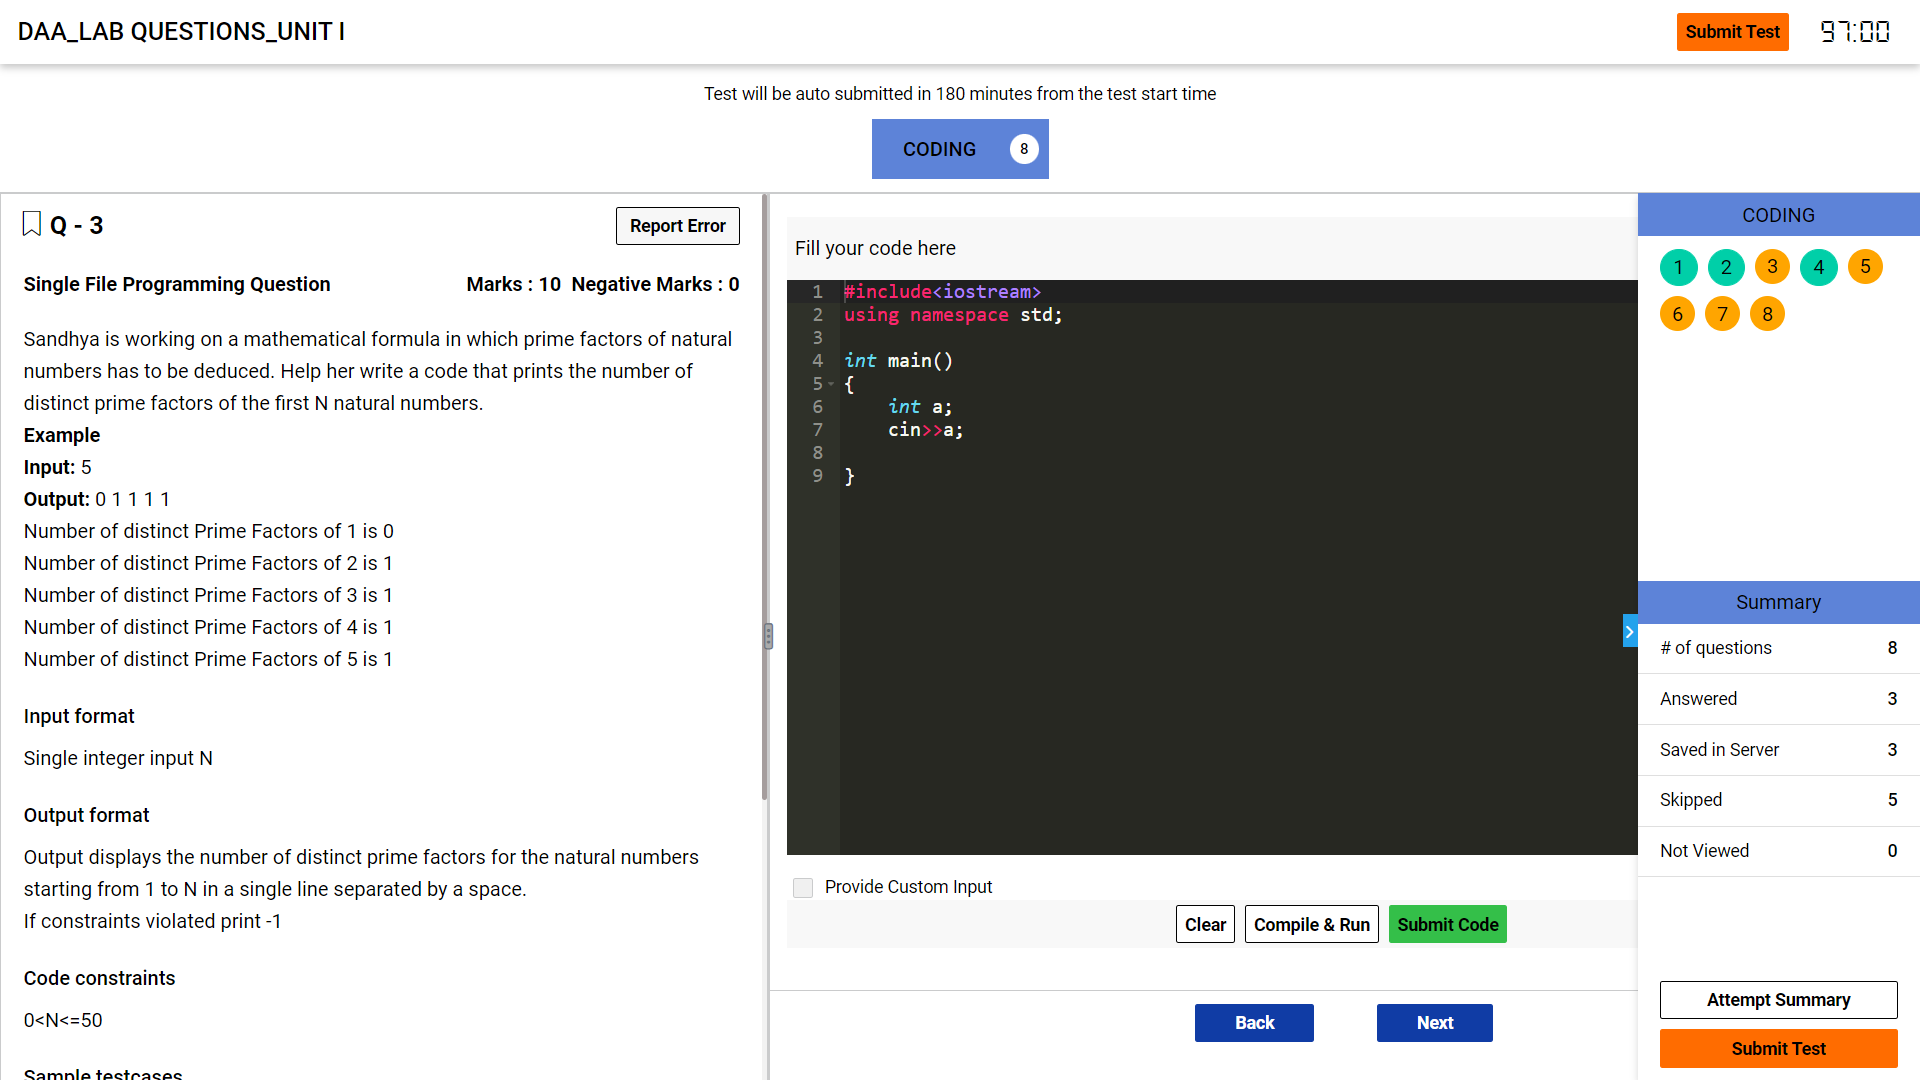 DAA_LAB QUESTIONS_UNIT I
Submit Test
97:00
Test will be auto submitted in 180 minutes from the test start time
CODING 8
Q - 3
Report Error
Single File Programming Question
Marks : 10 Negative Marks : 0
Sandhya is working on a mathematical formula in which prime factors of natural
numbers has to be deduced. Help her write a code that prints the number of
distinct prime factors of the first N natural numbers.
Example
Input: 5
Output: 0 1 1 1 1
Number of distinct Prime Factors of 1 is 0
Number of distinct Prime Factors of 2 is 1
Number of distinct Prime Factors of 3 is 1
Number of distinct Prime Factors of 4 is 1
Number of distinct Prime Factors of 5 is 1
Input format
Single integer input N
Output format
Output displays the number of distinct prime factors for the natural numbers
starting from 1 to N in a single line separated by a space.
If constraints violated print -1
Code constraints
0<N<=50
Sample testcases
Fill your code here
1 #include<iostream>
2 using namespace std;
3
4 int main()
5 {
6 int a;
7 cin>>a;
8
9 }
Provide Custom Input
Clear
Compile & Run
Submit Code
Back
Next
CODING
1 2 3 4 5
6 7 8
Summary
# of questions 8
Answered 3
Saved in Server 3
Skipped 5
Not Viewed 0
Attempt Summary
Submit Test